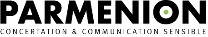 PARMENION
CONCERTATION & COMMUNICATION SENSIBLE